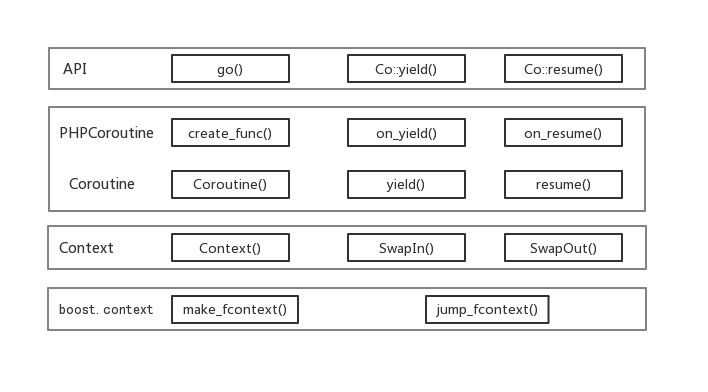 API go() Co::yield() Co::resume()
PHPCoroutine create_func() on_yield() on_resume()
Coroutine Coroutine() yield() resume()
Context Context() SwapIn() SwapOut()
boost. context make_fcontext() jump_fcontext()